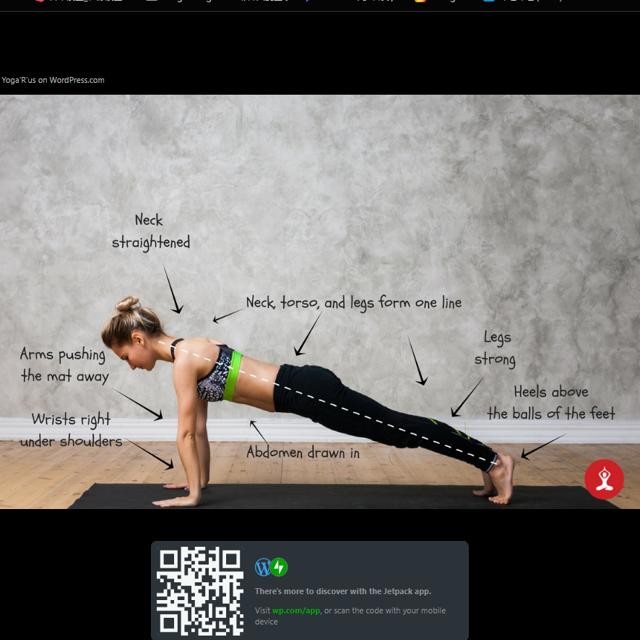 Yoga'R'us on WordPress.com
Neck
straightened
Neck, torso, and legs form one line
Legs
strong
Arms pushing
the mat away
Heels above
the balls of the feet
Wrists right
under shoulders
Abdomen drawn in
There's more to discover with the Jetpack app.
Visit wp.com/app, or scan the code with your mobile
device